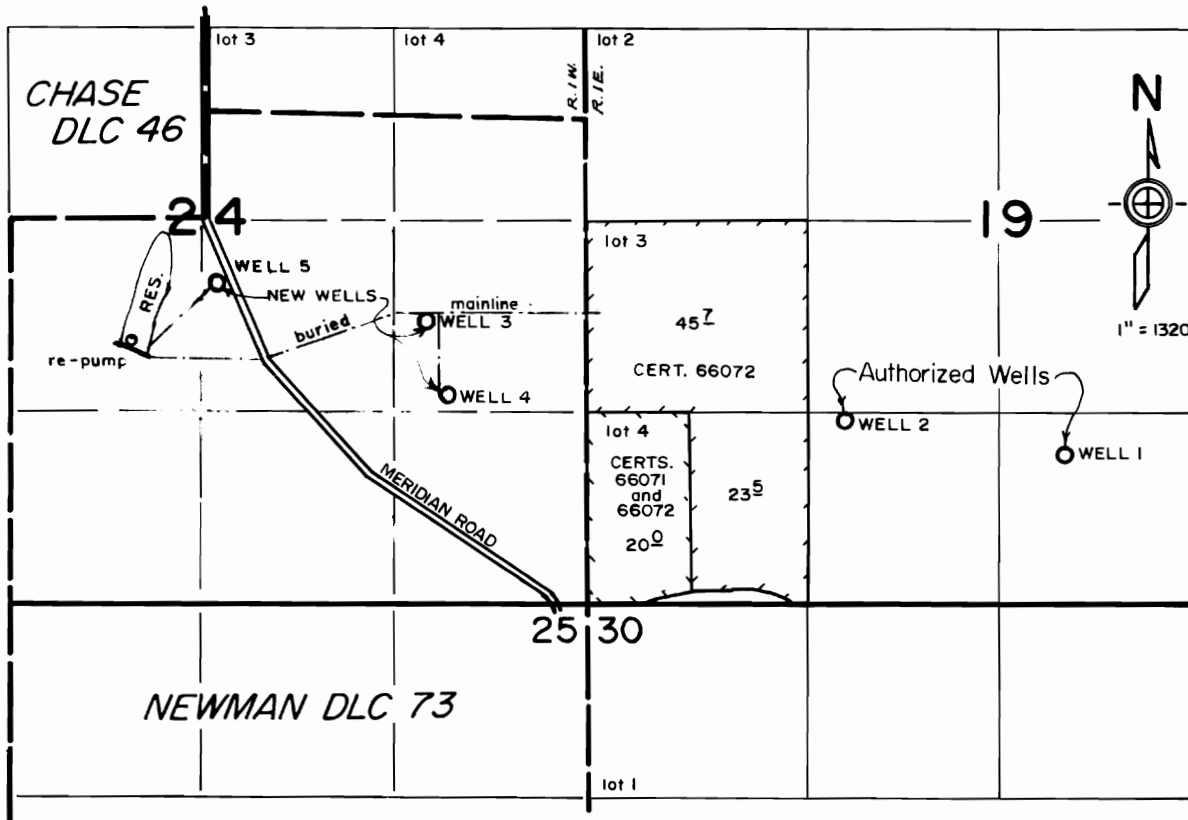 lot 3
lot 4
lot 2
R. 1W.
R. 1E.
CHASE
DLC 46
N
24
19
lot 3
WELL 5
RES.
NEW WELLS
mainline
buried
WELL 3
45 7
1" = 1320
re-pump
CERT. 66072
Authorized Wells
WELL 4
WELL 2
lot 4
CERTS.
66071
and
66072
20 0
23 5
WELL 1
MERIDIAN ROAD
25
30
NEWMAN DLC 73
lot 1